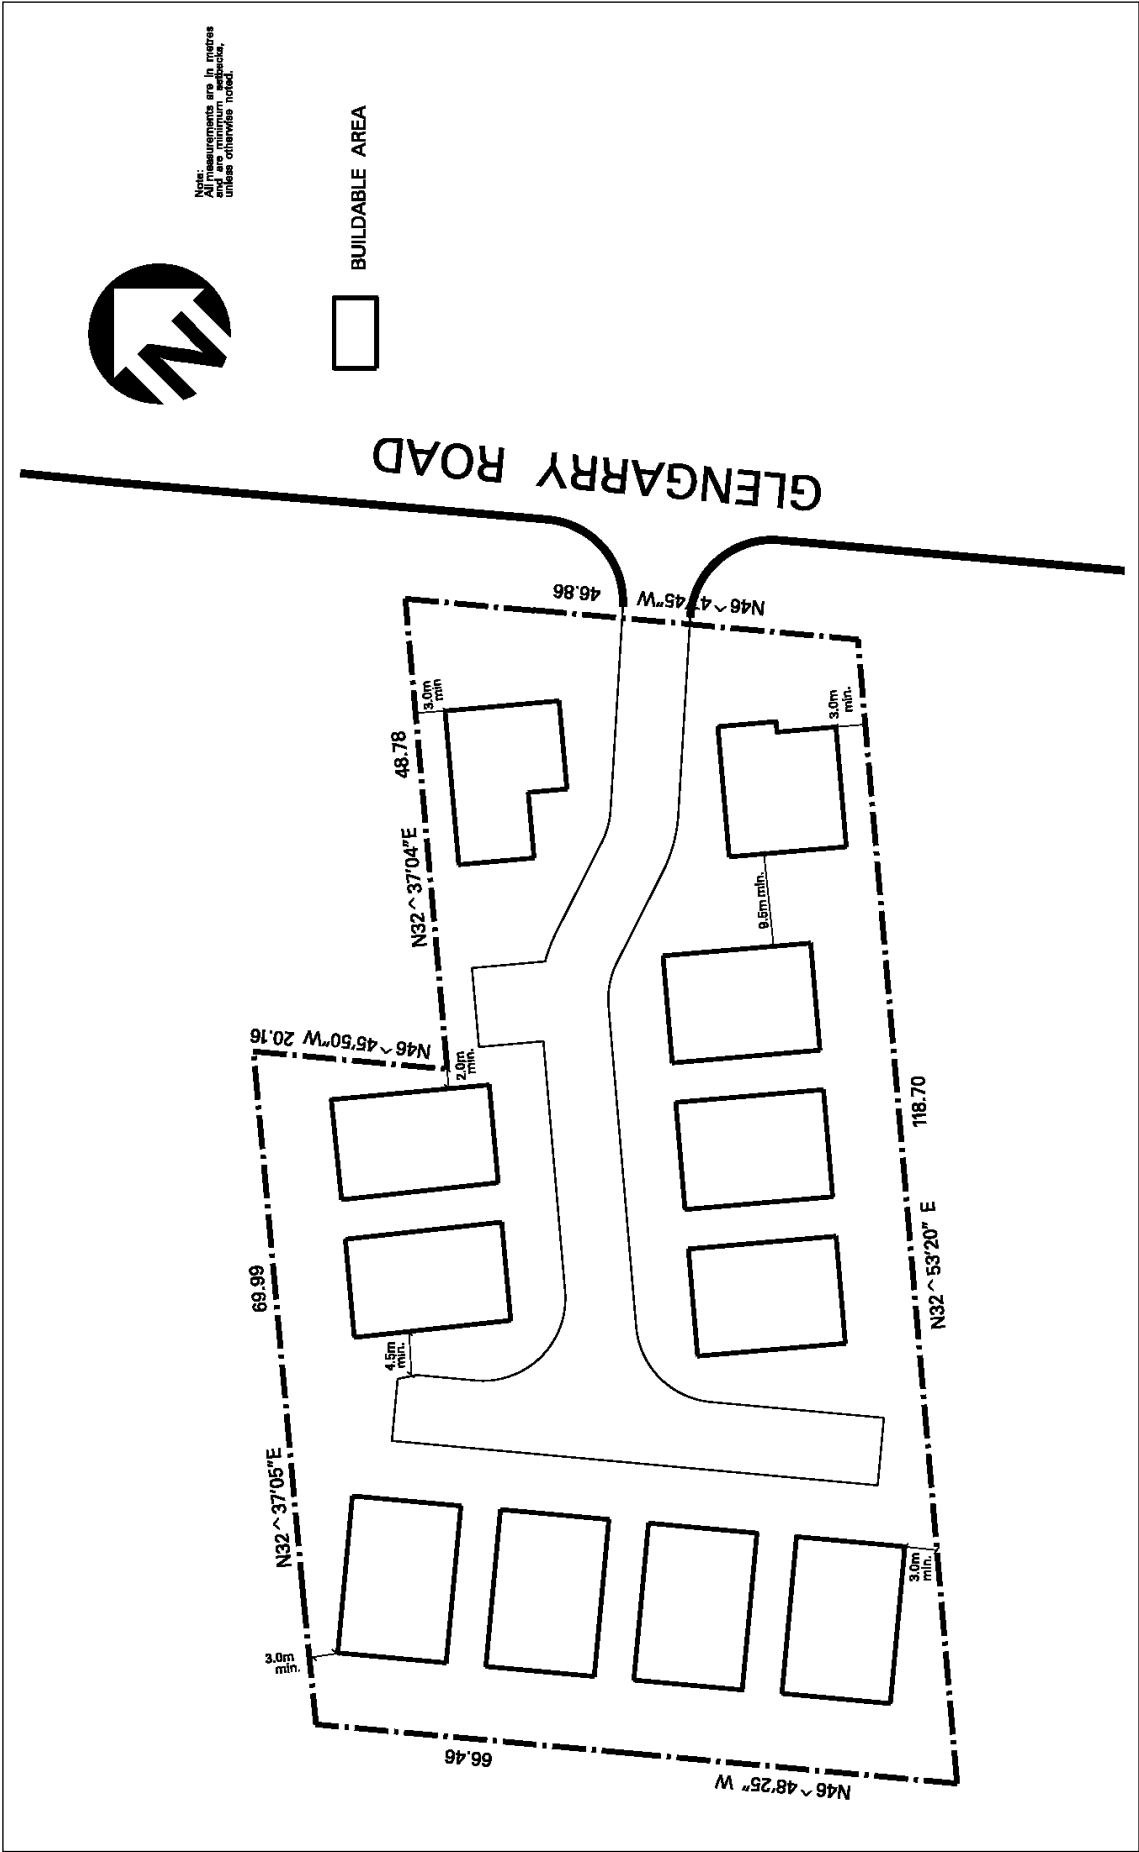 Note:
All measurements are in metres
and are minimum setbacks,
unless otherwise noted.
N
BUILDABLE AREA
GLENGARRY ROAD
46.86
N46^47'45"W
3.0m
min
48.78
N32^37'04"E
3.0m
min.
9.5m min.
N46^45'50"W 20.16
2.0m
min.
69.99
N32^37'05"E
4.5m
min.
118.70
N32^53'20" E
3.0m
min.
3.0m
min.
66.46
N46^48'25" W